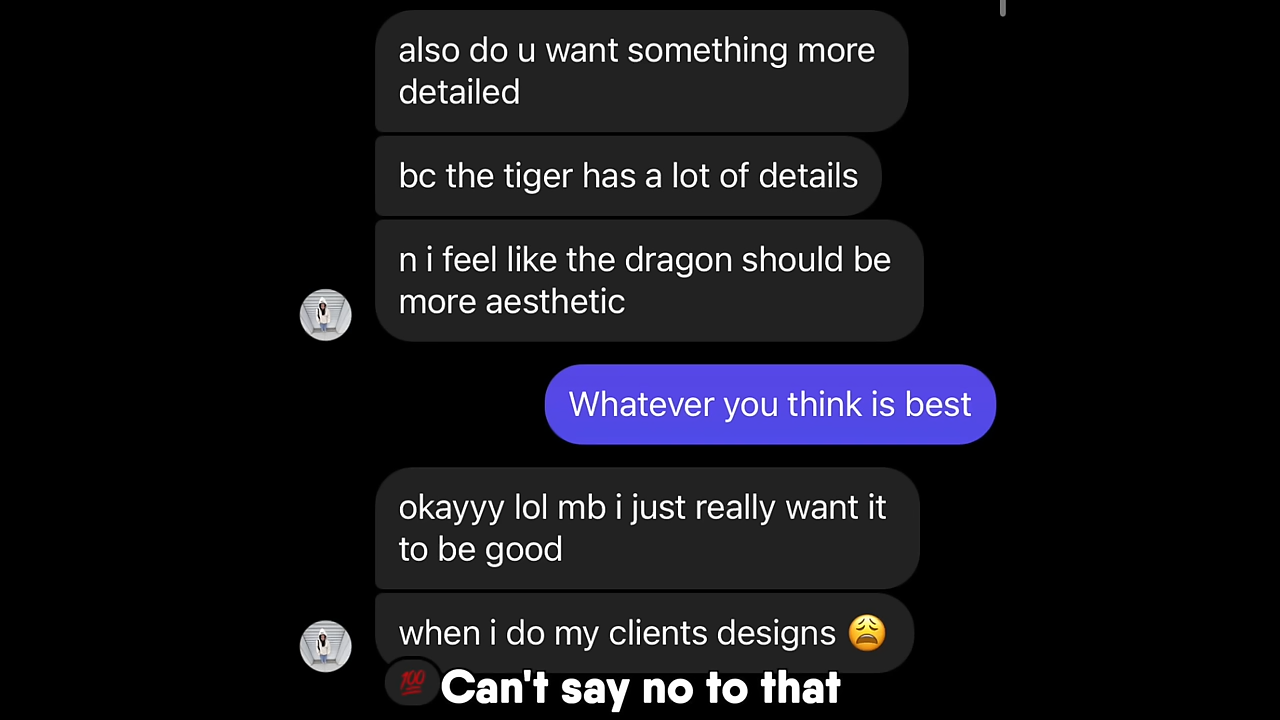 also do u want something more
detailed
bc the tiger has a lot of details
n i feel like the dragon should be
more aesthetic
Whatever you think is best
okayyy lol mb i just really want it
to be good
when i do my clients designs 😩
💯 Can't say no to that